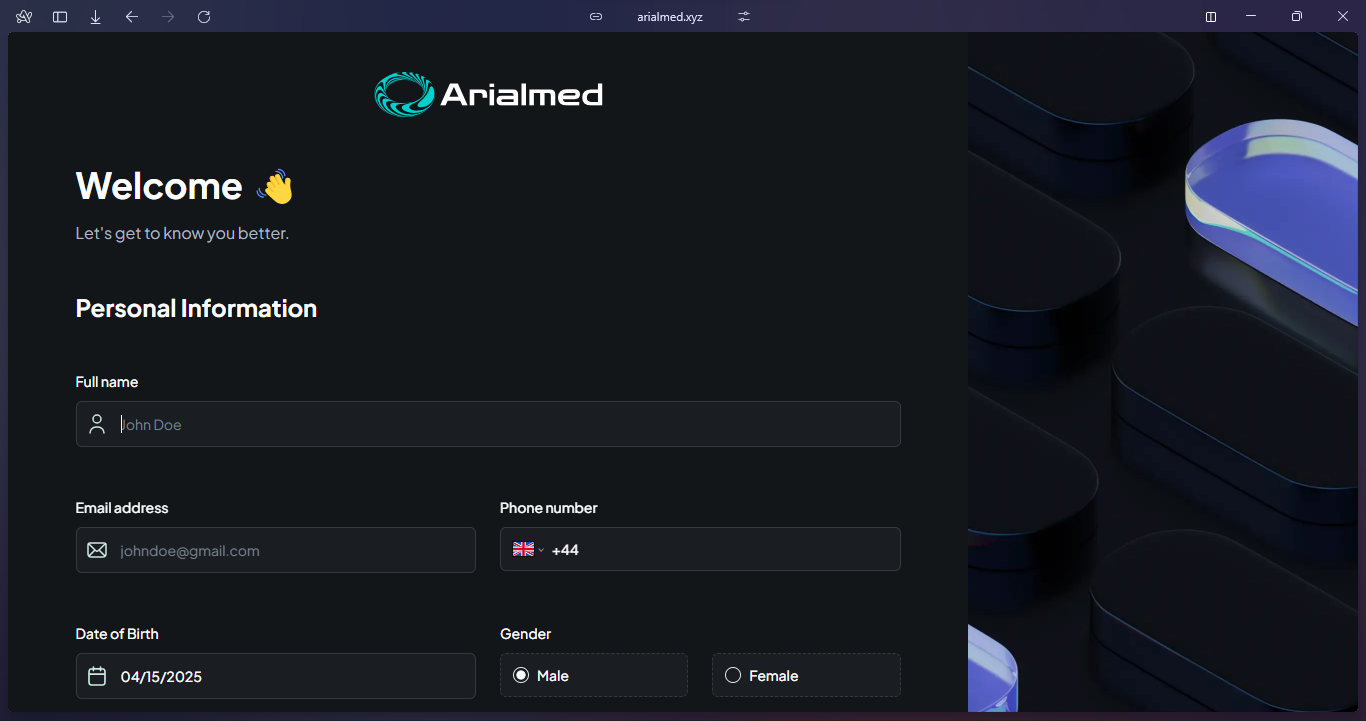 arialmed.xyz
Arialmed
Welcome 👋
Let's get to know you better.
Personal Information
Full name
John Doe
Email address
Phone number
johndoe@gmail.com
+44
Date of Birth
Gender
04/15/2025
Male
Female